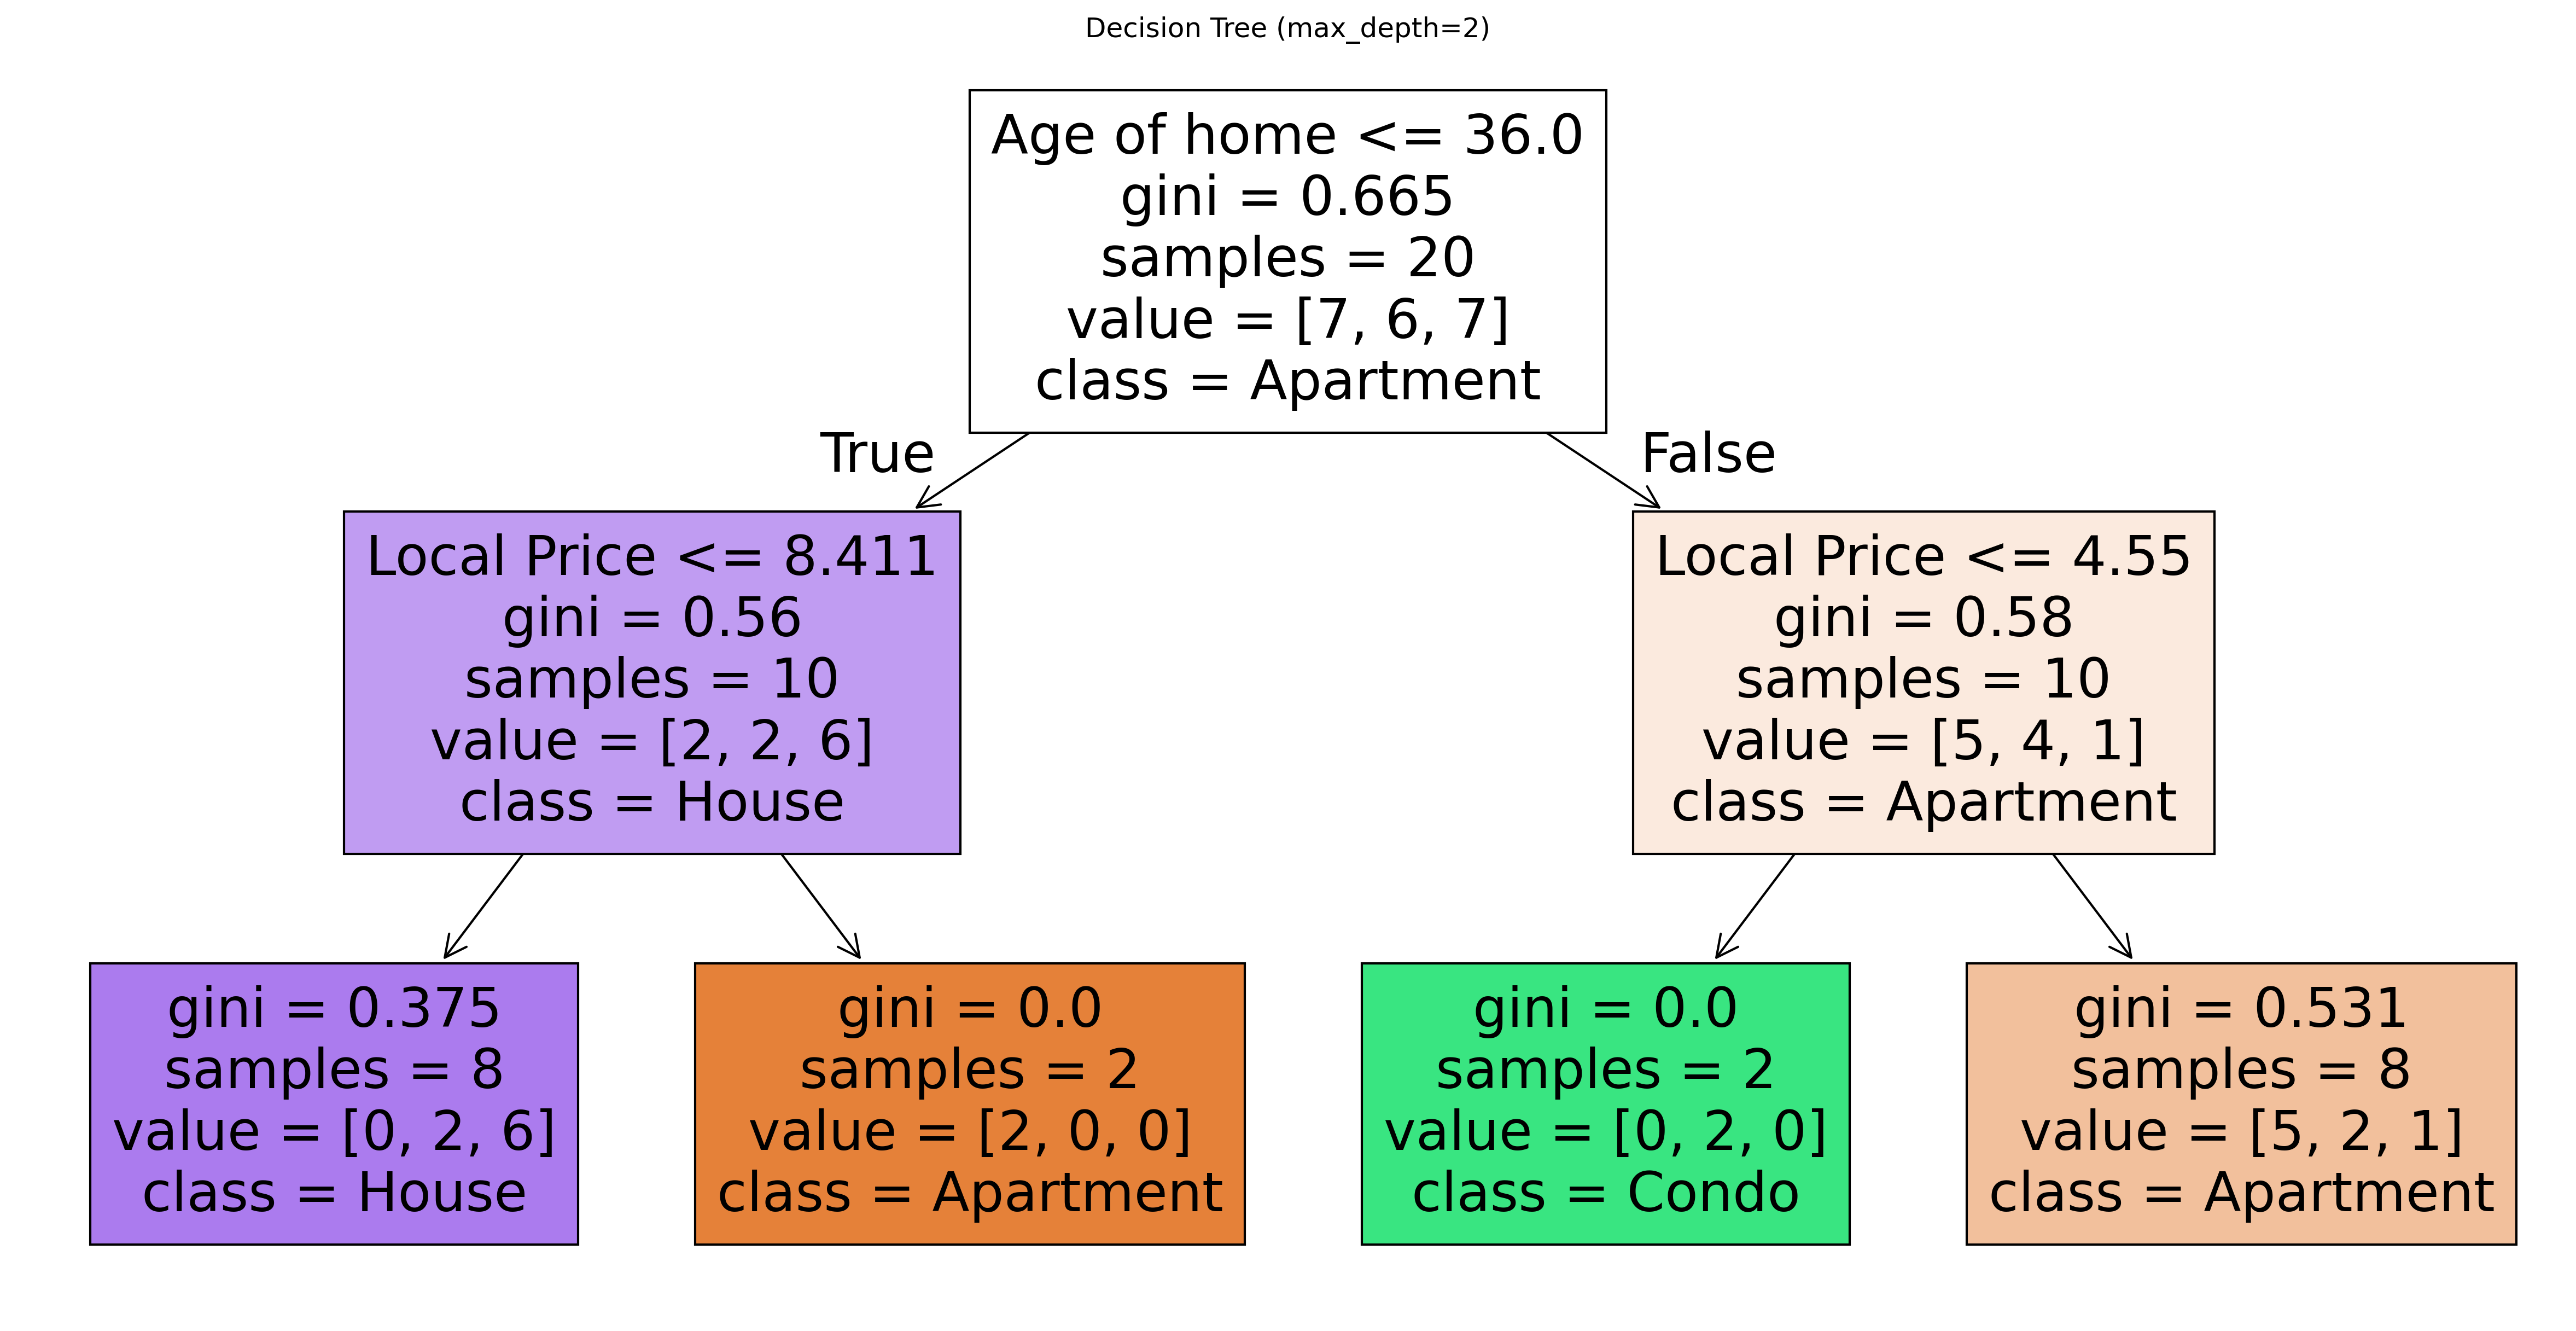 Decision Tree (max_depth=2)
Age of home <= 36.0
gini = 0.665
samples = 20
value = [7, 6, 7]
class = Apartment
True
False
Local Price <= 8.411
gini = 0.56
samples = 10
value = [2, 2, 6]
class = House
Local Price <= 4.55
gini = 0.58
samples = 10
value = [5, 4, 1]
class = Apartment
gini = 0.375
samples = 8
value = [0, 2, 6]
class = House
gini = 0.0
samples = 2
value = [2, 0, 0]
class = Apartment
gini = 0.0
samples = 2
value = [0, 2, 0]
class = Condo
gini = 0.531
samples = 8
value = [5, 2, 1]
class = Apartment